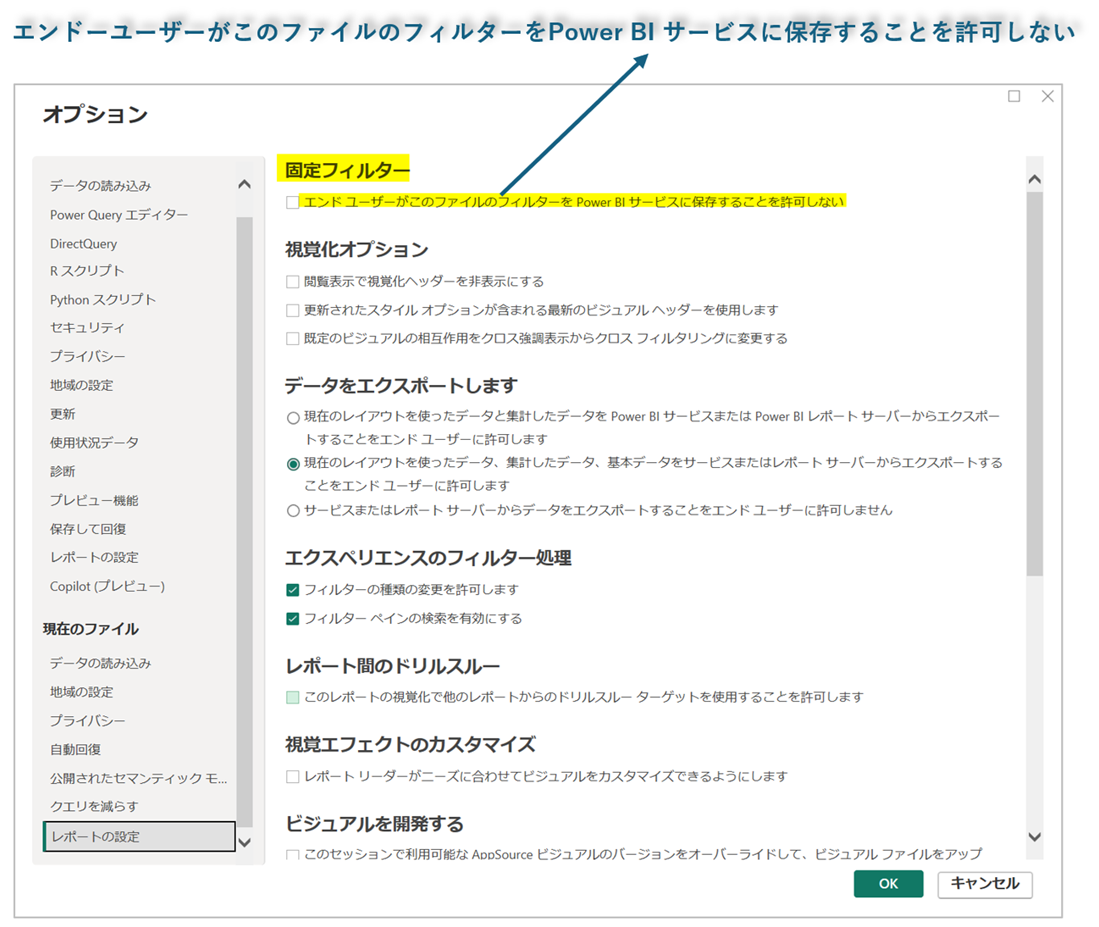 エンドーユーザーがこのファイルのフィルターをPower BI サービスに保存することを許可しない
オプション
データの読み込み
Power Query エディター
DirectQuery
R スクリプト
Python スクリプト
セキュリティ
プライバシー
地域の設定
更新
使用状況データ
診断
プレビュー機能
保存して回復
レポートの設定
Copilot (プレビュー)
現在のファイル
データの読み込み
地域の設定
プライバシー
自動回復
公開されたセマンティック モ...
クエリを減らす
レポートの設定
固定フィルター
エンド ユーザーがこのファイルのフィルターを Power BI サービスに保存することを許可しない
視覚化オプション
閲覧表示で視覚化ヘッダーを非表示にする
更新されたスタイル オプションが含まれる最新のビジュアル ヘッダーを使用します
既定のビジュアルの相互作用をクロス強調表示からクロス フィルタリングに変更する
データをエクスポートします
現在のレイアウトを使ったデータと集計したデータを Power BI サービスまたは Power BI レポート サーバーからエクスポー
トすることをエンド ユーザーに許可します
現在のレイアウトを使ったデータ、集計したデータ、基本データをサービスまたはレポート サーバーからエクスポートする
ことをエンド ユーザーに許可します
サービスまたはレポート サーバーからデータをエクスポートすることをエンド ユーザーに許可しません
エクスペリエンスのフィルター処理
フィルターの種類の変更を許可します
フィルター ペインの検索を有効にする
レポート間のドリルスルー
このレポートの視覚化で他のレポートからのドリルスルー ターゲットを使用することを許可します
視覚エフェクトのカスタマイズ
レポート リーダーがニーズに合わせてビジュアルをカスタマイズできるようにします
ビジュアルを開発する
このセッションで利用可能な AppSource ビジュアルのバージョンをオーバーライドして、ビジュアル ファイルをアップ
OK
キャンセル